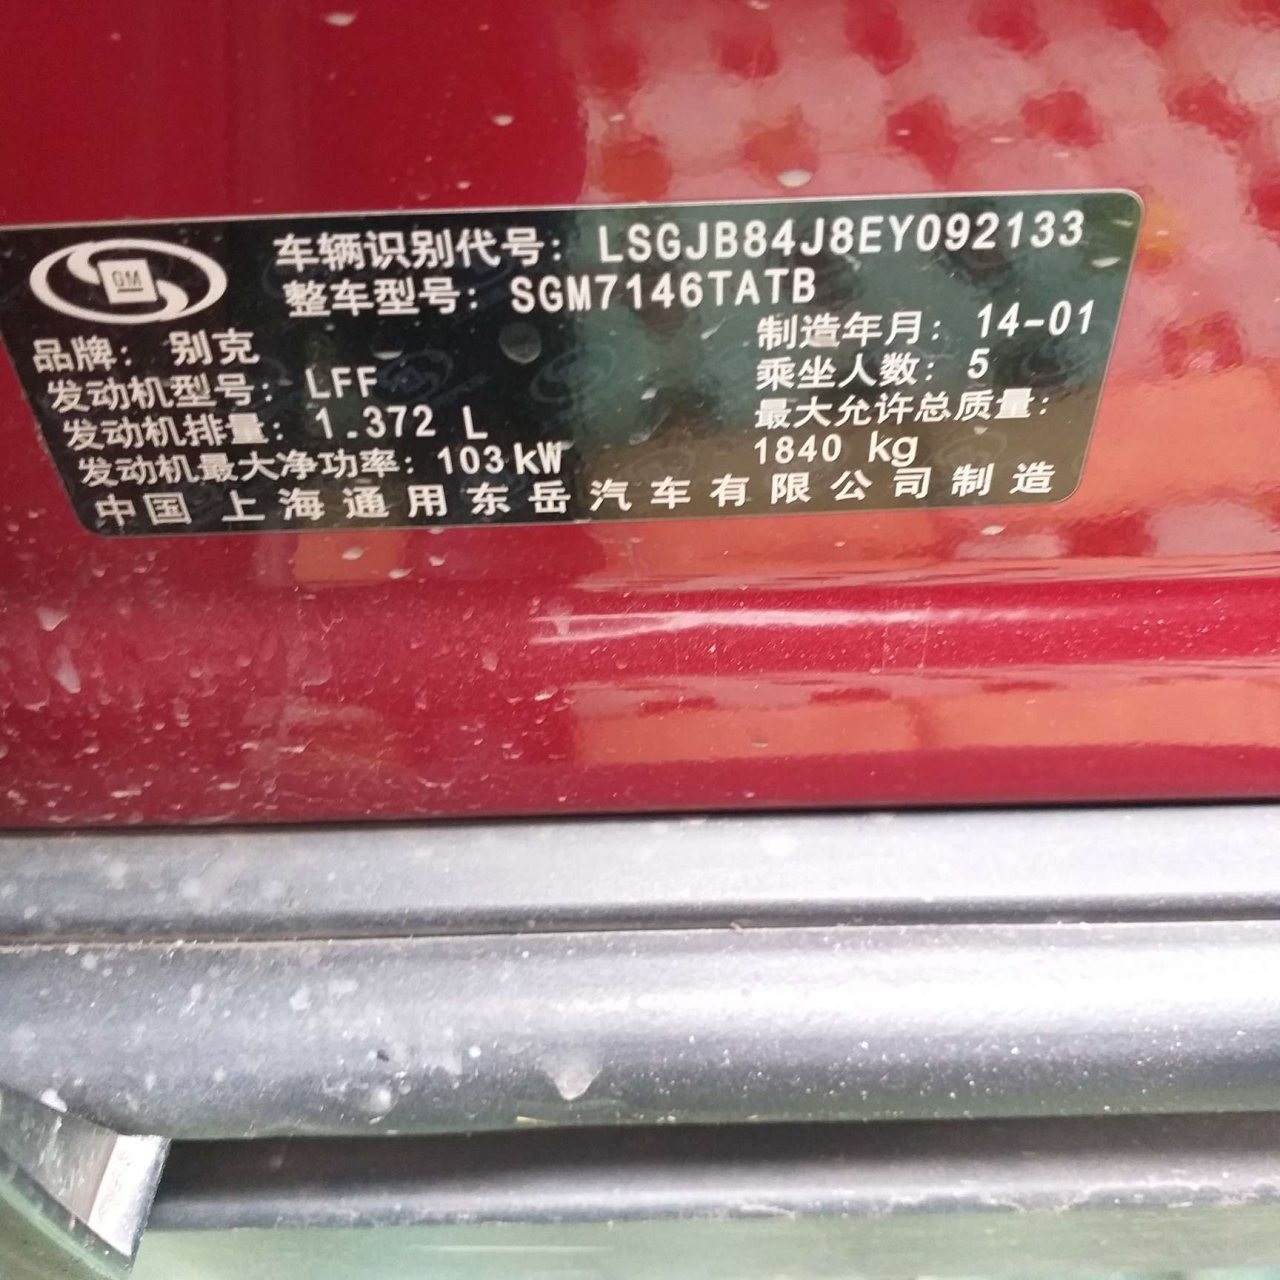 GM
车辆识别代号: LSGJB84J8EY092133
整车型号: SGM7146TATB
品牌: 别克
制造年月: 14-01
发动机型号: LFF
乘坐人数: 5
发动机排量: 1.372 L
最大允许总质量:
1840 kg
发动机最大净功率: 103kW
中国 上海通用东岳汽车有限公司制造